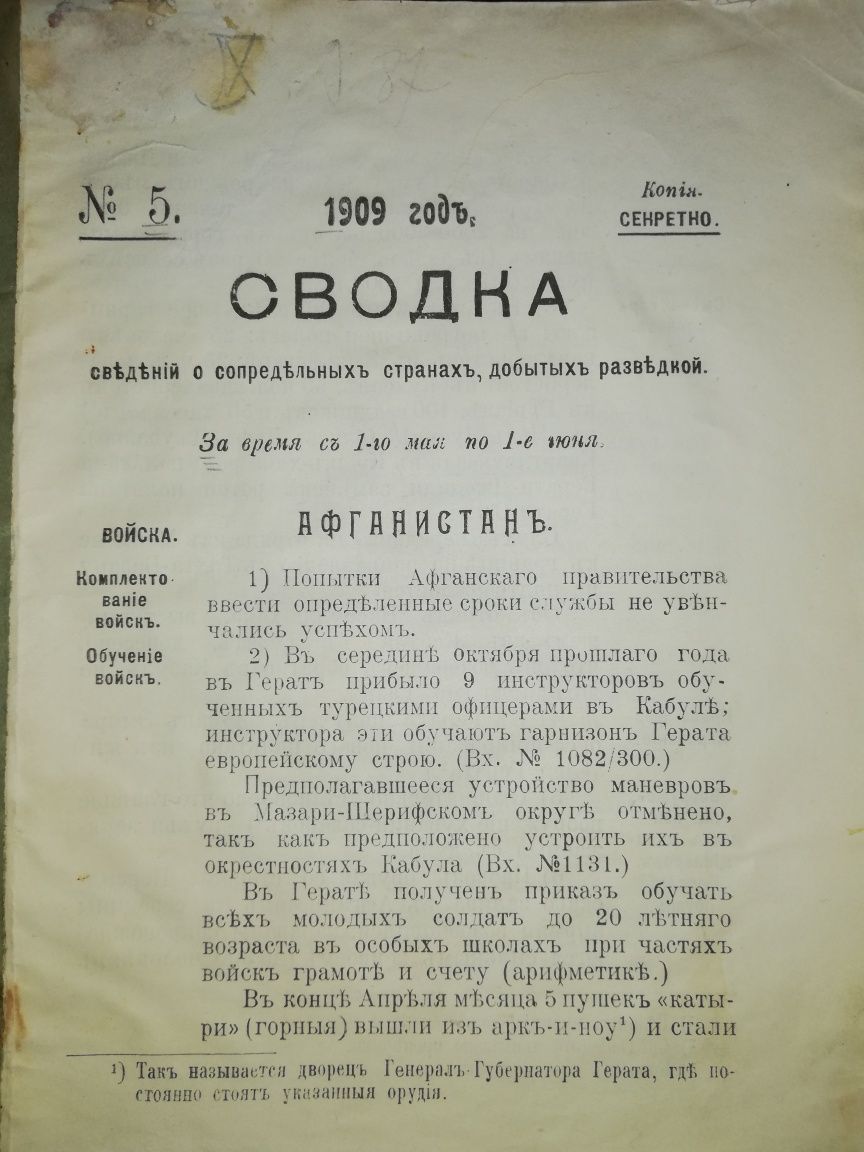 IX
№ 5.
1909 годъ.
Копія.
СЕКРЕТНО.
СВОДКА
свѣдѣній о сопредѣльныхъ странахъ, добытыхъ развѣдкой.
За время съ 1-го мая по 1-е июня.
АФГАНИСТАНЪ.
ВОЙСКА.
Комплекто-
ваніе
войскъ.
1) Попытки Афганскаго правительства
ввести опредѣленные сроки службы не увѣн-
чались успѣхомъ.
Обученіе
войскъ.
2) Въ серединѣ октября прошлаго года
въ Гератъ прибыло 9 инструкторовъ обу-
ченныхъ турецкими офицерами въ Кабулѣ;
инструктора эти обучаютъ гарнизонъ Герата
европейскому строю. (Вх. № 1082/300.)
Предполагавшееся устройство маневровъ
въ Мазари-Шерифскомъ округѣ отмѣнено,
такъ какъ предположено устроить ихъ въ
окрестностяхъ Кабула (Вх. №1131.)
Въ Гератѣ полученъ приказъ обучать
всѣхъ молодыхъ солдатъ до 20 лѣтняго
возраста въ особыхъ школахъ при частяхъ
войскъ грамотѣ и счету (арифметикѣ.)
Въ концѣ Апрѣля мѣсяца 5 пушекъ «каты-
ри» (горныя) вышли изъ аркъ-и-ноу¹) и стали
¹) Такъ называется дворецъ Генералъ-Губернатора Герата, гдѣ по-
стоянно стоятъ указанныя орудія.